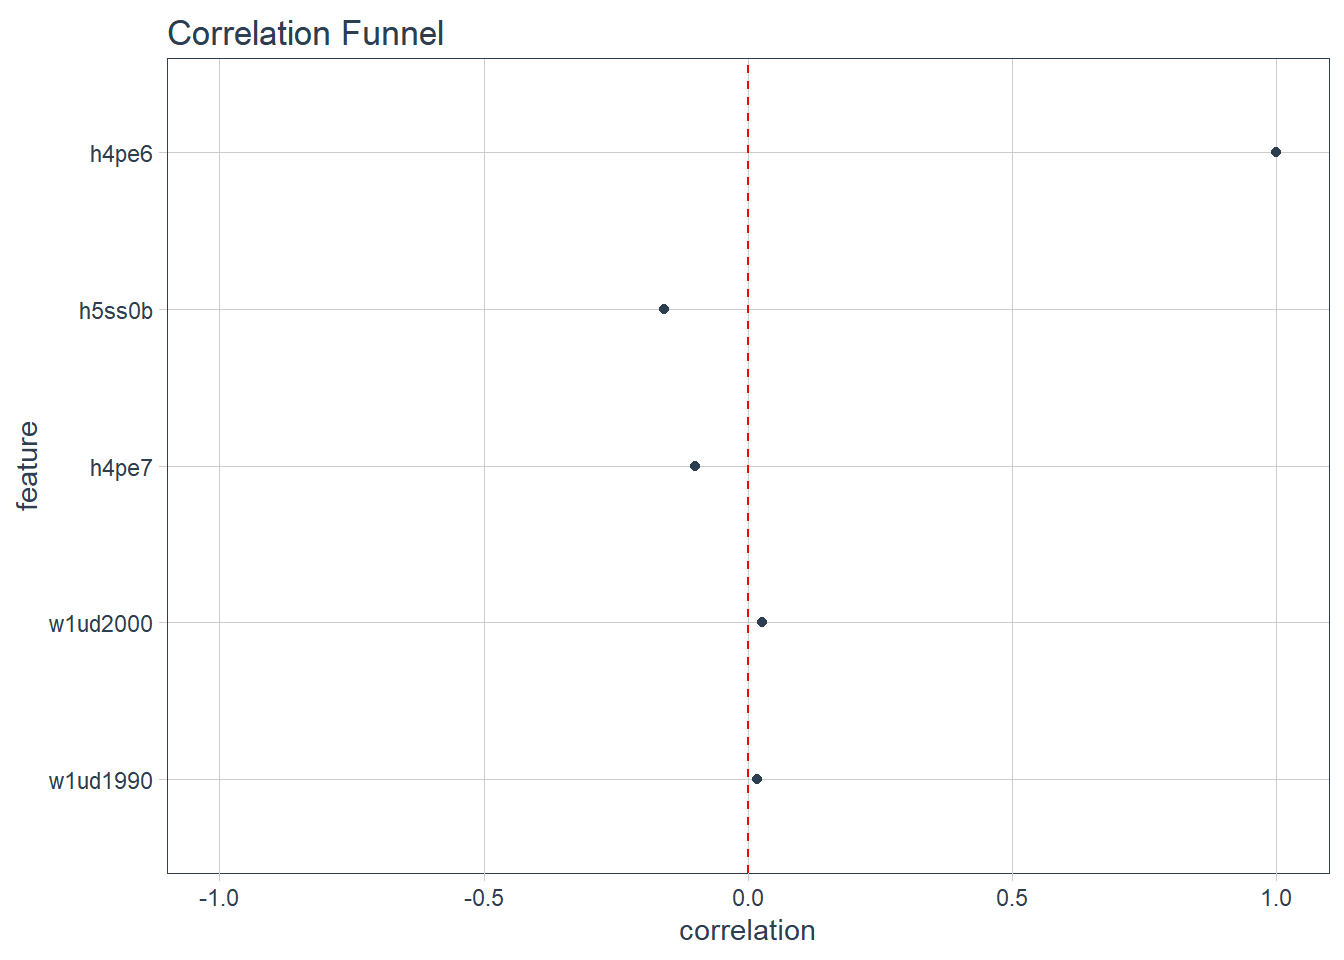 Correlation Funnel
h4pe6
h5ss0b
h4pe7
w1ud2000
w1ud1990
feature
-1.0
-0.5
0.0
0.5
1.0
correlation